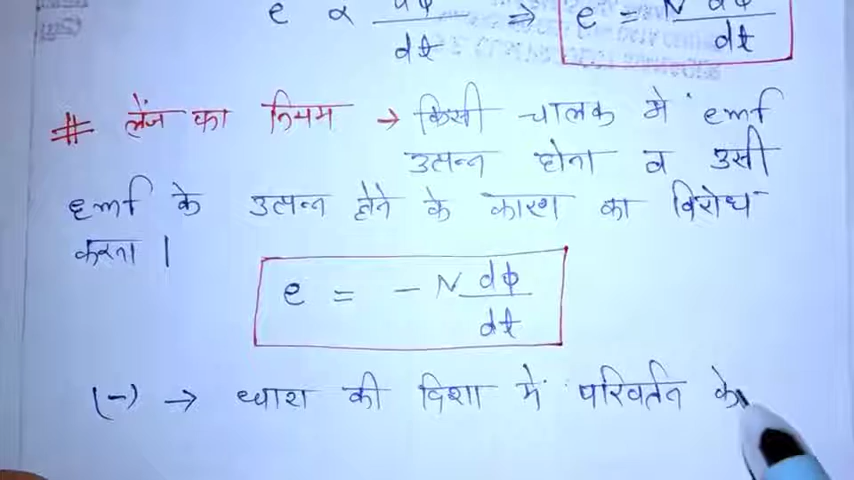 e ∝ dφ/dt ⇒ e = N dφ/dt
# लेंज का नियम → किसी चालक में emf
उत्पन्न होना व उसी
emf के उत्पन्न होने के कारण का विरोध
करना |
e = - N dφ/dt
(-) → ध्वारा की दिशा में परिवर्तन के